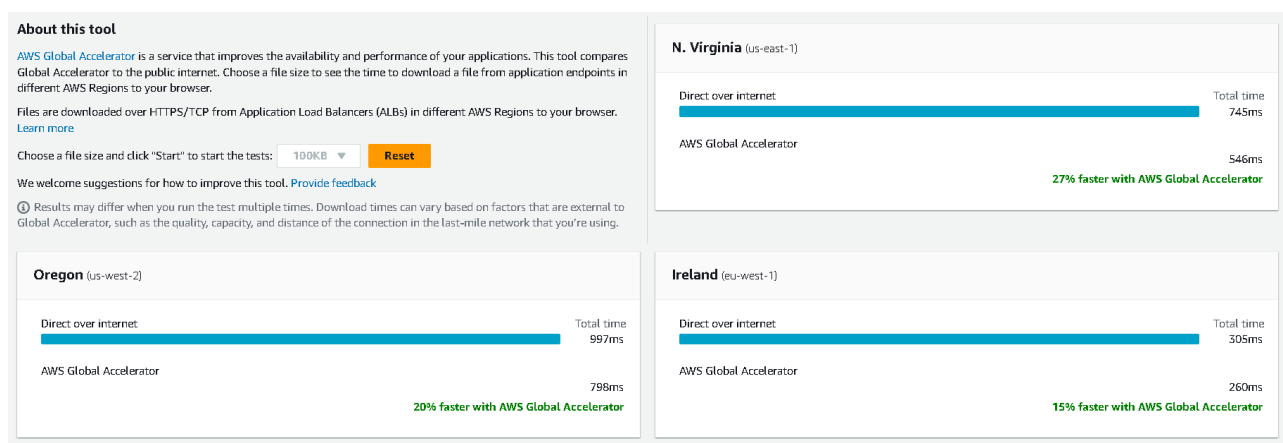 About this tool
AWS Global Accelerator is a service that improves the availability and performance of your applications. This tool compares
Global Accelerator to the public internet. Choose a file size to see the time to download a file from application endpoints in
different AWS Regions to your browser.
Files are downloaded over HTTPS/TCP from Application Load Balancers (ALBs) in different AWS Regions to your browser.
Learn more
Choose a file size and click "Start" to start the tests: 100KB Reset
We welcome suggestions for how to improve this tool. Provide feedback
Results may differ when you run the test multiple times. Download times can vary based on factors that are external to
Global Accelerator, such as the quality, capacity, and distance of the connection in the last-mile network that you're using.
N. Virginia (us-east-1)
Direct over internet Total time
745ms
AWS Global Accelerator
546ms
27% faster with AWS Global Accelerator
Oregon (us-west-2)
Direct over internet Total time
997ms
AWS Global Accelerator
798ms
20% faster with AWS Global Accelerator
Ireland (eu-west-1)
Direct over internet Total time
305ms
AWS Global Accelerator
260ms
15% faster with AWS Global Accelerator